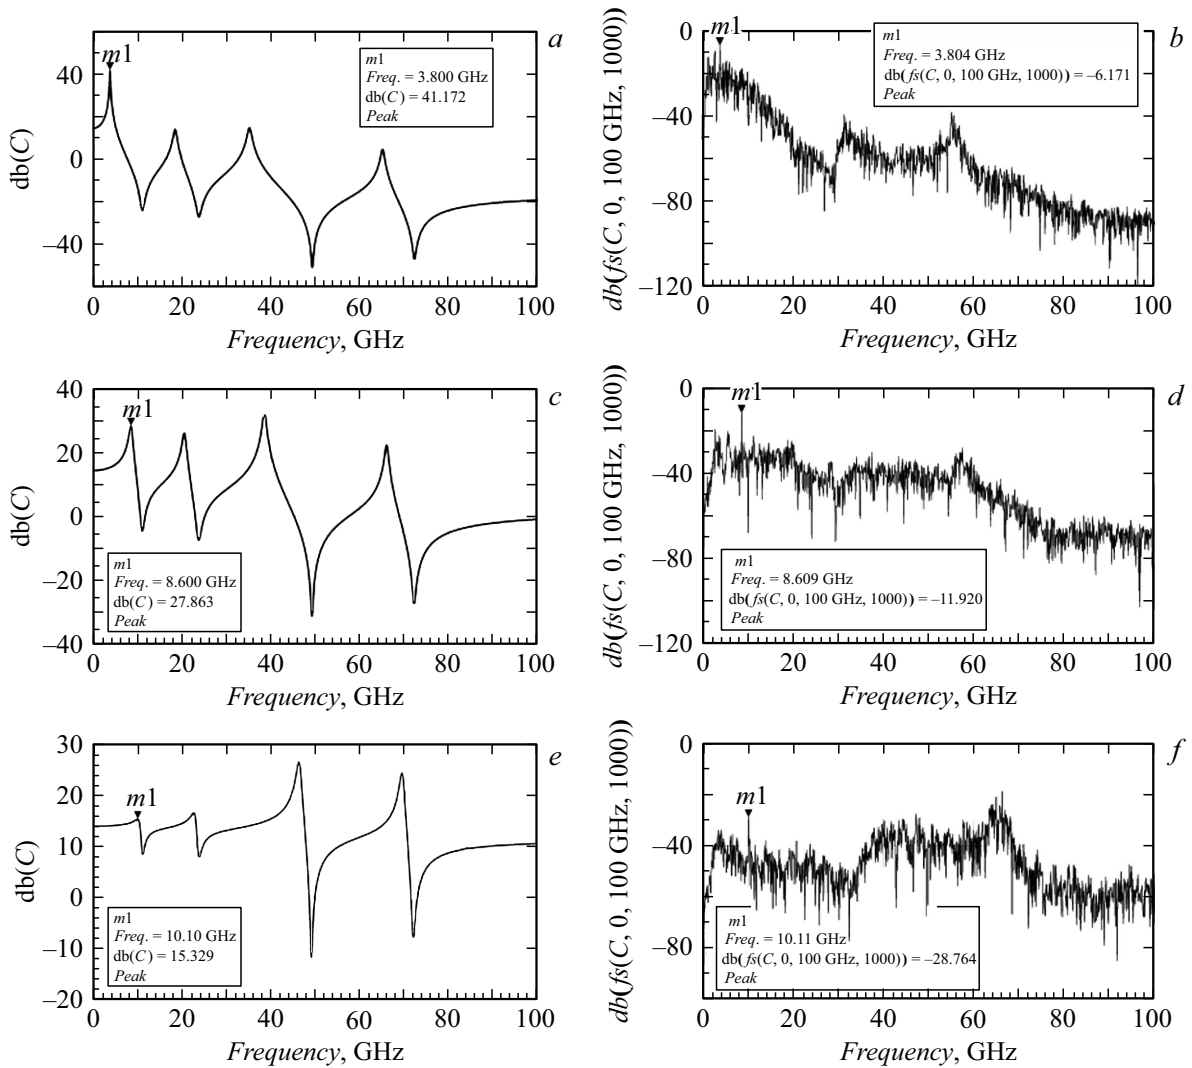 a
m1
m1
Freq. = 3.800 GHz
db(C) = 41.172
Peak
db(C)
40
20
0
–20
–40
0 20 40 60 80 100
Frequency, GHz
b
m1
m1
Freq. = 3.804 GHz
db(fs(C, 0, 100 GHz, 1000)) = –6.171
Peak
db(fs(C, 0, 100 GHz, 1000))
0
–40
–80
–120
0 20 40 60 80 100
Frequency, GHz
c
m1
m1
Freq. = 8.600 GHz
db(C) = 27.863
Peak
db(C)
40
20
0
–20
–40
0 20 40 60 80 100
Frequency, GHz
d
m1
m1
Freq. = 8.609 GHz
db(fs(C, 0, 100 GHz, 1000)) = –11.920
Peak
db(fs(C, 0, 100 GHz, 1000))
0
–40
–80
–120
0 20 40 60 80 100
Frequency, GHz
e
m1
m1
Freq. = 10.10 GHz
db(C) = 15.329
Peak
db(C)
30
20
10
0
–10
–20
0 20 40 60 80 100
Frequency, GHz
f
m1
m1
Freq. = 10.11 GHz
db(fs(C, 0, 100 GHz, 1000)) = –28.764
Peak
db(fs(C, 0, 100 GHz, 1000))
0
–40
–80
0 20 40 60 80 100
Frequency, GHz